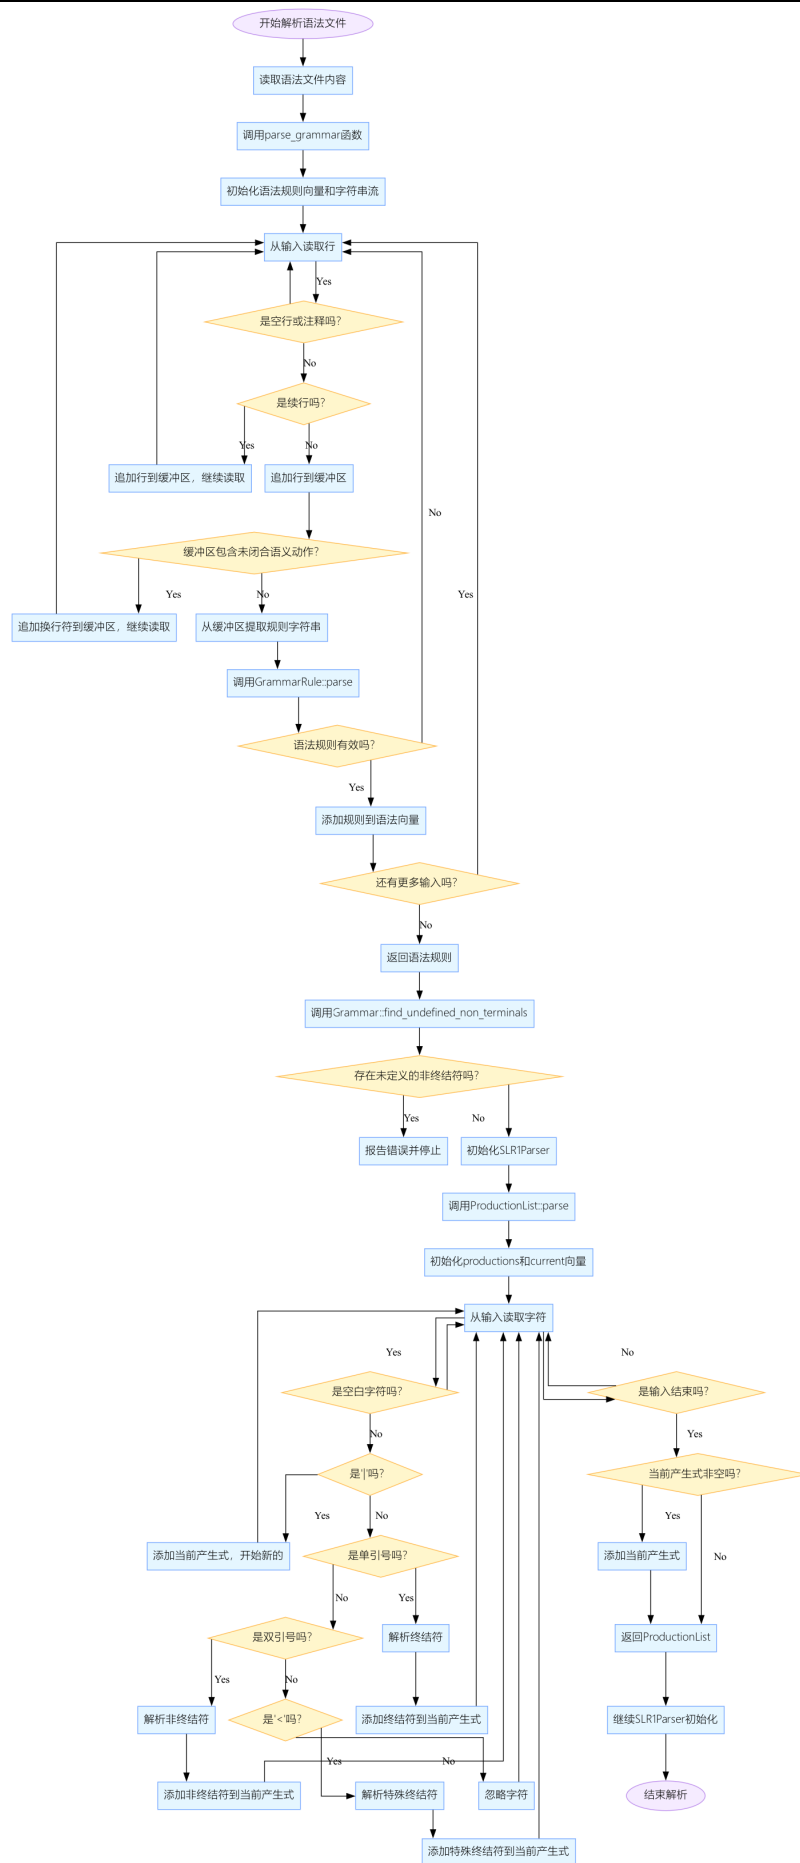 开始解析语法文件
读取语法文件内容
调用parse_grammar函数
初始化语法规则向量和字符串流
从输入读取行
Yes
是空行或注释吗?
No
是续行吗?
Yes
No
追加行到缓冲区，继续读取
追加行到缓冲区
No
缓冲区包含未闭合语义动作?
Yes
No
Yes
追加换行符到缓冲区，继续读取
从缓冲区提取规则字符串
调用GrammarRule::parse
语法规则有效吗?
Yes
添加规则到语法向量
还有更多输入吗?
No
返回语法规则
调用Grammar::find_undefined_non_terminals
存在未定义的非终结符吗?
Yes
No
报告错误并停止
初始化SLR1Parser
调用ProductionList::parse
初始化productions和current向量
从输入读取字符
Yes
No
是空白字符吗?
是输入结束吗?
No
Yes
是'|'吗?
当前产生式非空吗?
Yes
No
Yes
添加当前产生式，开始新的
是单引号吗?
添加当前产生式
No
No
Yes
是双引号吗?
解析终结符
返回ProductionList
Yes
No
解析非终结符
是'<'吗?
添加终结符到当前产生式
继续SLR1Parser初始化
Yes
No
添加非终结符到当前产生式
解析特殊终结符
忽略字符
结束解析
添加特殊终结符到当前产生式